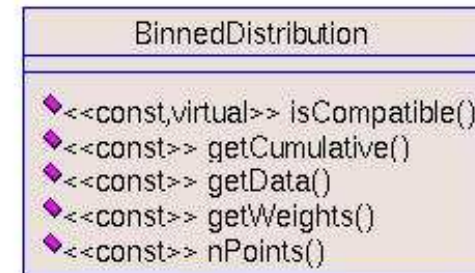 BinnedDistribution
<<const,virtual>> isCompatible()
<<const>> getCumulative()
<<const>> getData()
<<const>> getWeights()
<<const>> nPoints()